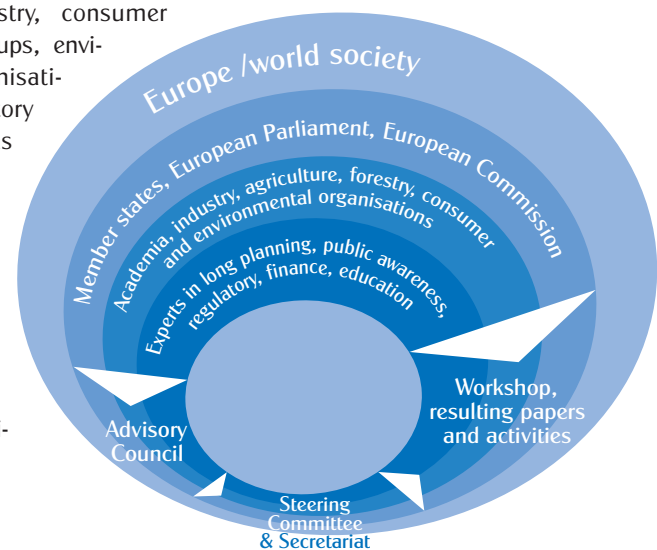 stry, consumer
ups, envi-
nisati-
tory
s
i-
Europe /world society
Member states, European Parliament, European Commission
Academia, industry, agriculture, forestry, consumer
and environmental organisations
Experts in long planning, public awareness,
regulatory, finance, education
Advisory
Council
Workshop,
resulting papers
and activities
Steering
Committee
& Secretariat